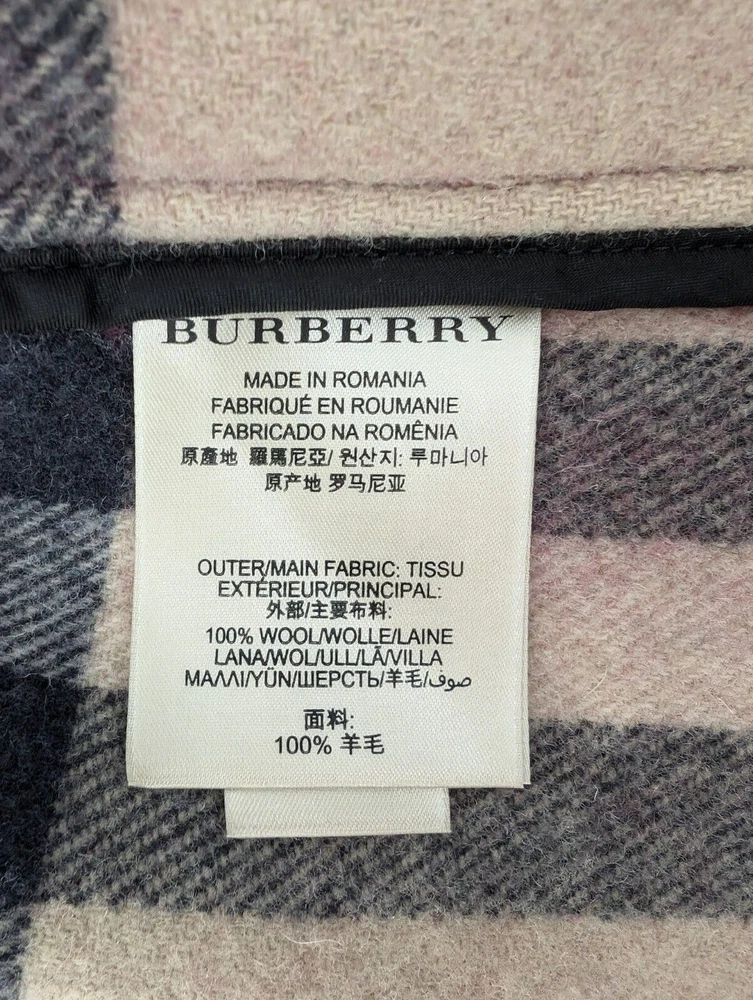 BURBERRY
MADE IN ROMANIA
FABRIQUÉ EN ROUMANIE
FABRICADO NA ROMÊNIA
原產地 羅馬尼亞/ 원산지: 루마니아
原产地 罗马尼亚
OUTER/MAIN FABRIC: TISSU
EXTÉRIEUR/PRINCIPAL:
外部/主要布料:
100% WOOL/WOLLE/LAINE
LANA/WOL/ULL/LÃ/VILLA
ΜΑΛΛΙ/YÜN/ШЕРСТЬ/羊毛/صوف
面料:
100% 羊毛